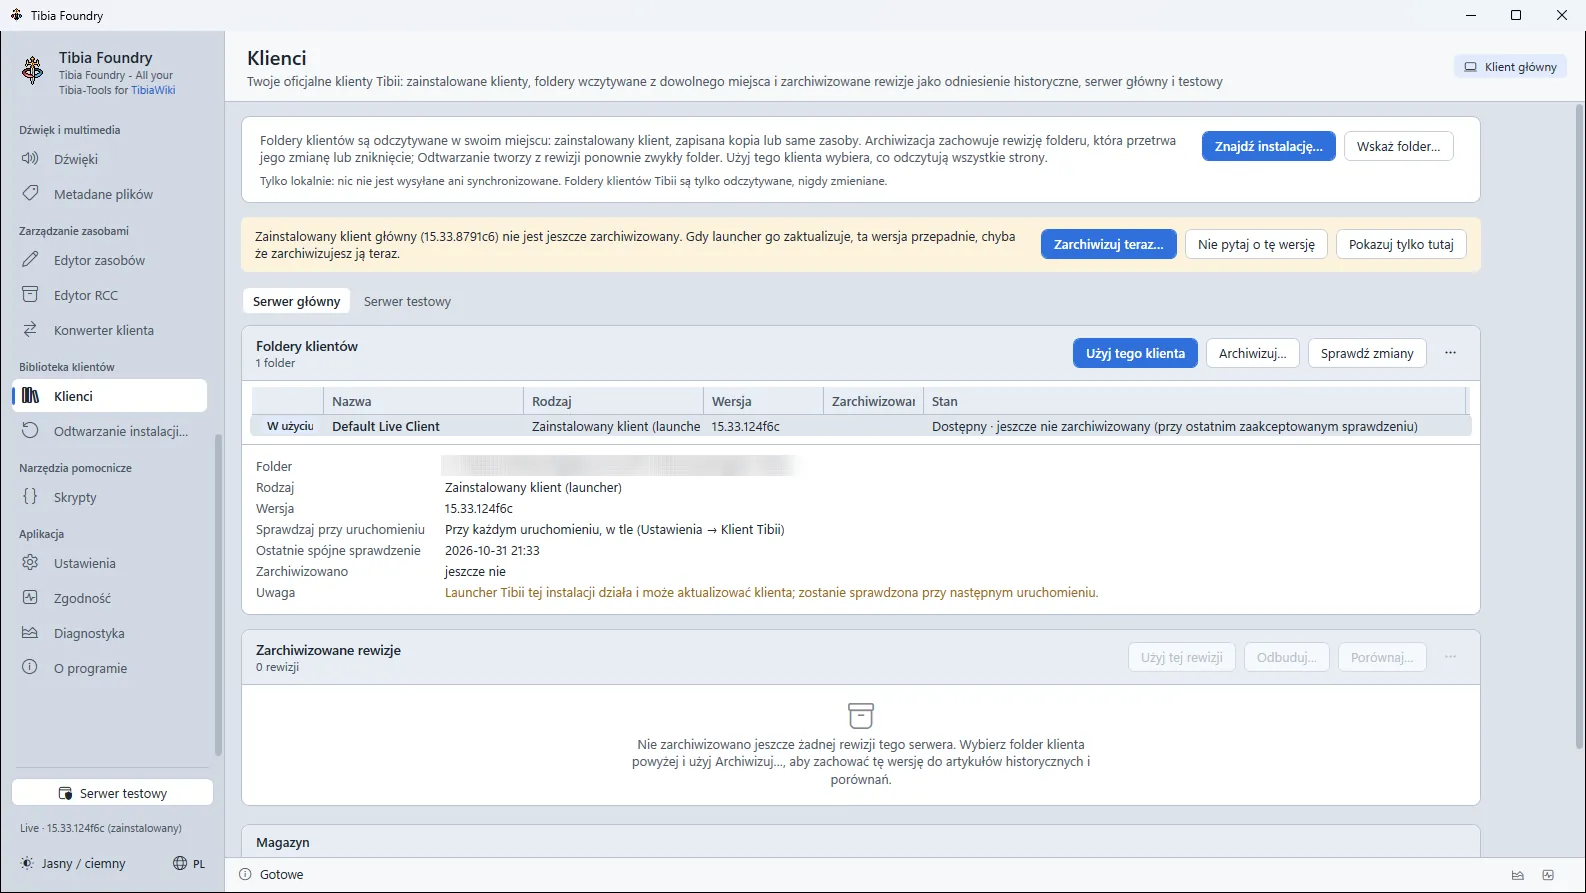 Tibia Foundry
Tibia Foundry
Tibia Foundry - All your
Tibia-Tools for TibiaWiki
Dźwięk i multimedia
Dźwięki
Metadane plików
Zarządzanie zasobami
Edytor zasobów
Edytor RCC
Konwerter klienta
Biblioteka klientów
Klienci
Odtwarzanie instalacji...
Narzędzia pomocnicze
Skrypty
Aplikacja
Ustawienia
Zgodność
Diagnostyka
O programie
Serwer testowy
Live · 15.33.124f6c (zainstalowany)
Jasny / ciemny
PL
Klienci
Twoje oficjalne klienty Tibii: zainstalowane klienty, foldery wczytywane z dowolnego miejsca i zarchiwizowane rewizje jako odniesienie historyczne, serwer główny i testowy
Klient główny
Foldery klientów są odczytywane w swoim miejscu: zainstalowany klient, zapisana kopia lub same zasoby. Archiwizacja zachowuje rewizję folderu, która przetrwa
jego zmianę lub zniknięcie; Odtwarzanie tworzy z rewizji ponownie zwykły folder. Użyj tego klienta wybiera, co odczytują wszystkie strony.
Tylko lokalnie: nic nie jest wysyłane ani synchronizowane. Foldery klientów Tibii są tylko odczytywane, nigdy zmieniane.
Znajdź instalację...
Wskaż folder...
Zainstalowany klient główny (15.33.8791c6) nie jest jeszcze zarchiwizowany. Gdy launcher go zaktualizuje, ta wersja przepadnie, chyba
że zarchiwizujesz ją teraz.
Zarchiwizuj teraz...
Nie pytaj o tę wersję
Pokazuj tylko tutaj
Serwer główny
Serwer testowy
Foldery klientów
1 folder
Użyj tego klienta
Archiwizuj...
Sprawdź zmiany
...
Nazwa Rodzaj Wersja Zarchiwizowar Stan
W użyciu Default Live Client Zainstalowany klient (launche 15.33.124f6c Dostępny · jeszcze nie zarchiwizowany (przy ostatnim zaakceptowanym sprawdzeniu)
Folder
Rodzaj Zainstalowany klient (launcher)
Wersja 15.33.124f6c
Sprawdzaj przy uruchomieniu Przy każdym uruchomieniu, w tle (Ustawienia → Klient Tibii)
Ostatnie spójne sprawdzenie 2026-10-31 21:33
Zarchiwizowano jeszcze nie
Uwaga Launcher Tibii tej instalacji działa i może aktualizować klienta; zostanie sprawdzona przy następnym uruchomieniu.
Zarchiwizowane rewizje
0 rewizji
Użyj tej rewizji
Odbuduj...
Porównaj...
...
Nie zarchiwizowano jeszcze żadnej rewizji tego serwera. Wybierz folder klienta
powyżej i użyj Archiwizuj..., aby zachować tę wersję do artykułów historycznych i
porównań.
Magazyn
Gotowe